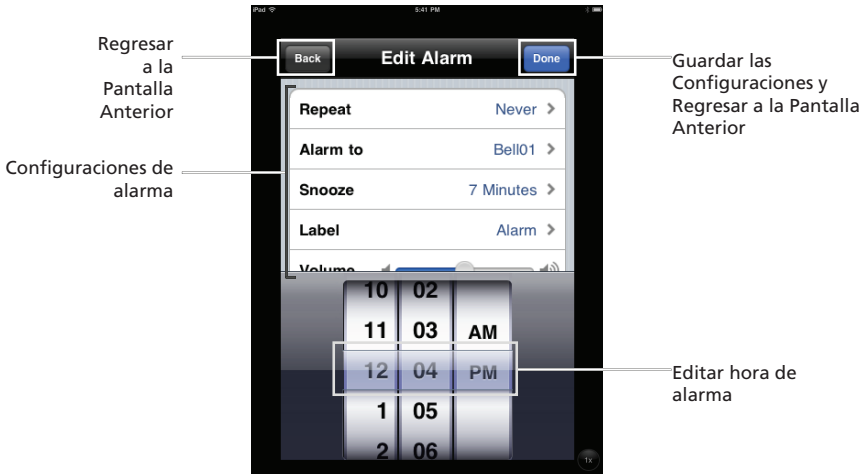 iPad
5:41 PM
Regresar
a la
Pantalla
Anterior
Back
Edit Alarm
Done
Guardar las
Configuraciones y
Regresar a la Pantalla
Anterior
Configuraciones de
alarma
Repeat Never
Alarm to Bell01
Snooze 7 Minutes
Label Alarm
Volume
10 02
11 03 AM
12 04 PM
1 05
2 06
Editar hora de
alarma
1x